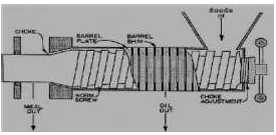 Seeds
IN
CHOKE
BARREL
PLATE
BARREL
SHIM
MEAL
OUT
WORM
SCREW
OIL
OUT
CHOKE
ADJUSTMENT